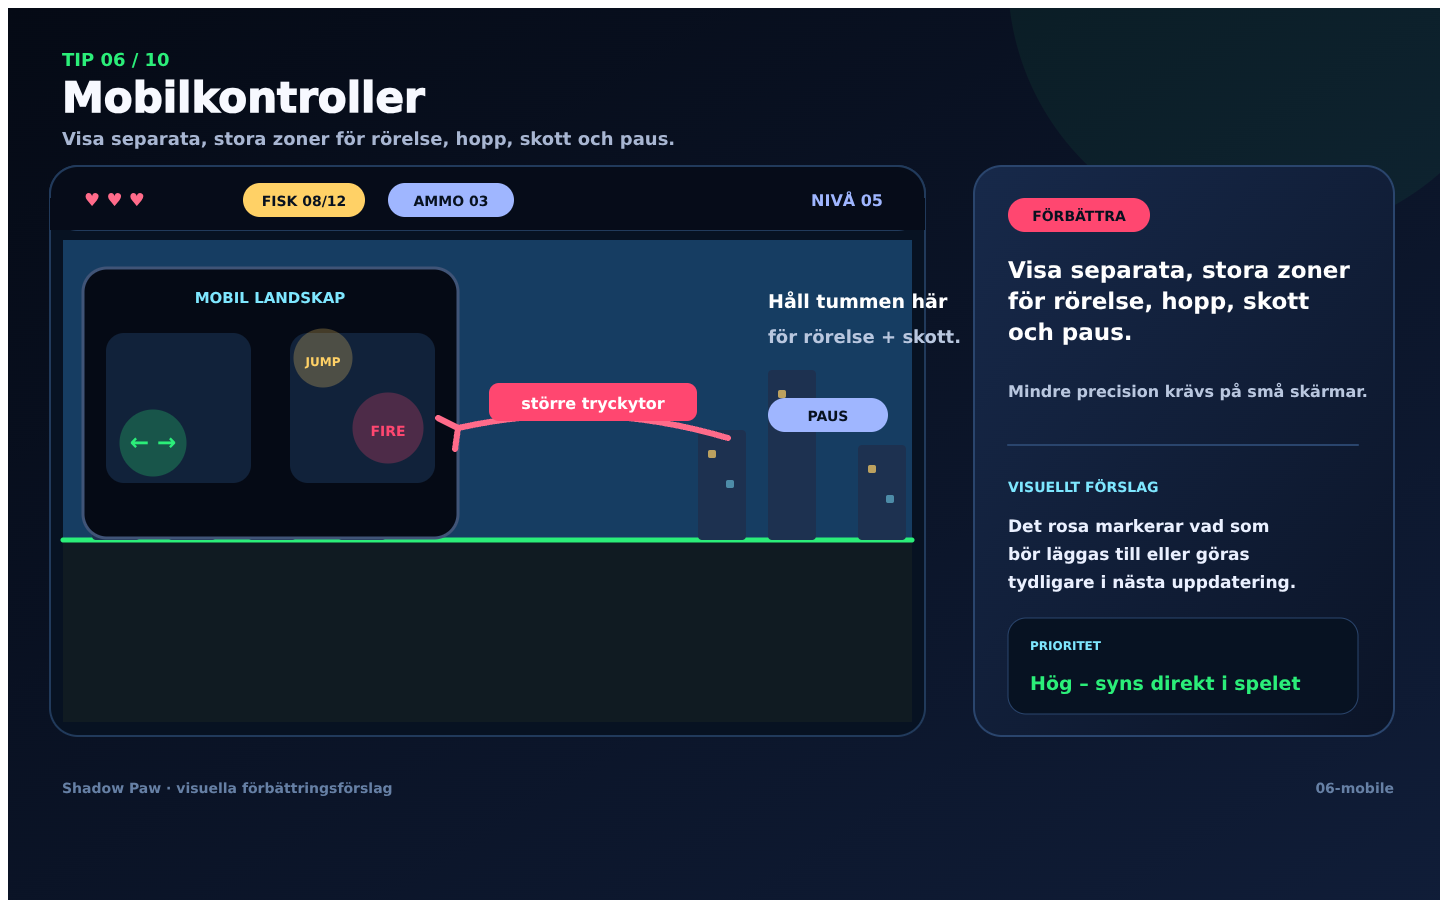 TIP 06 / 10
Mobilkontroller
Visa separata, stora zoner för rörelse, hopp, skott och paus.
♥ ♥ ♥ FISK 08/12 AMMO 03 NIVÅ 05
MOBIL LANDSKAP
JUMP
FIRE
← →
större tryckytor
Håll tummen här
för rörelse + skott.
PAUS
FÖRBÄTTRA
Visa separata, stora zoner
för rörelse, hopp, skott
och paus.
Mindre precision krävs på små skärmar.
VISUELLT FÖRSLAG
Det rosa markerar vad som
bör läggas till eller göras
tydligare i nästa uppdatering.
PRIORITET
Hög – syns direkt i spelet
Shadow Paw · visuella förbättringsförslag
06-mobile